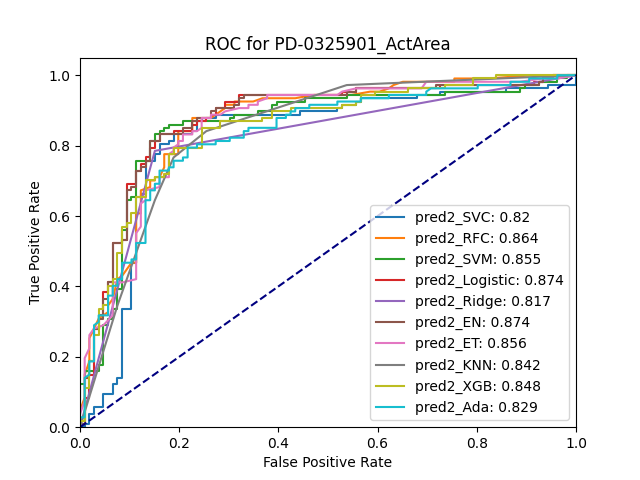 ROC for PD-0325901_ActArea
1.0
0.8
0.6
0.4
0.2
0.0
True Positive Rate
pred2_SVC: 0.82
pred2_RFC: 0.864
pred2_SVM: 0.855
pred2_Logistic: 0.874
pred2_Ridge: 0.817
pred2_EN: 0.874
pred2_ET: 0.856
pred2_KNN: 0.842
pred2_XGB: 0.848
pred2_Ada: 0.829
0.0 0.2 0.4 0.6 0.8 1.0
False Positive Rate